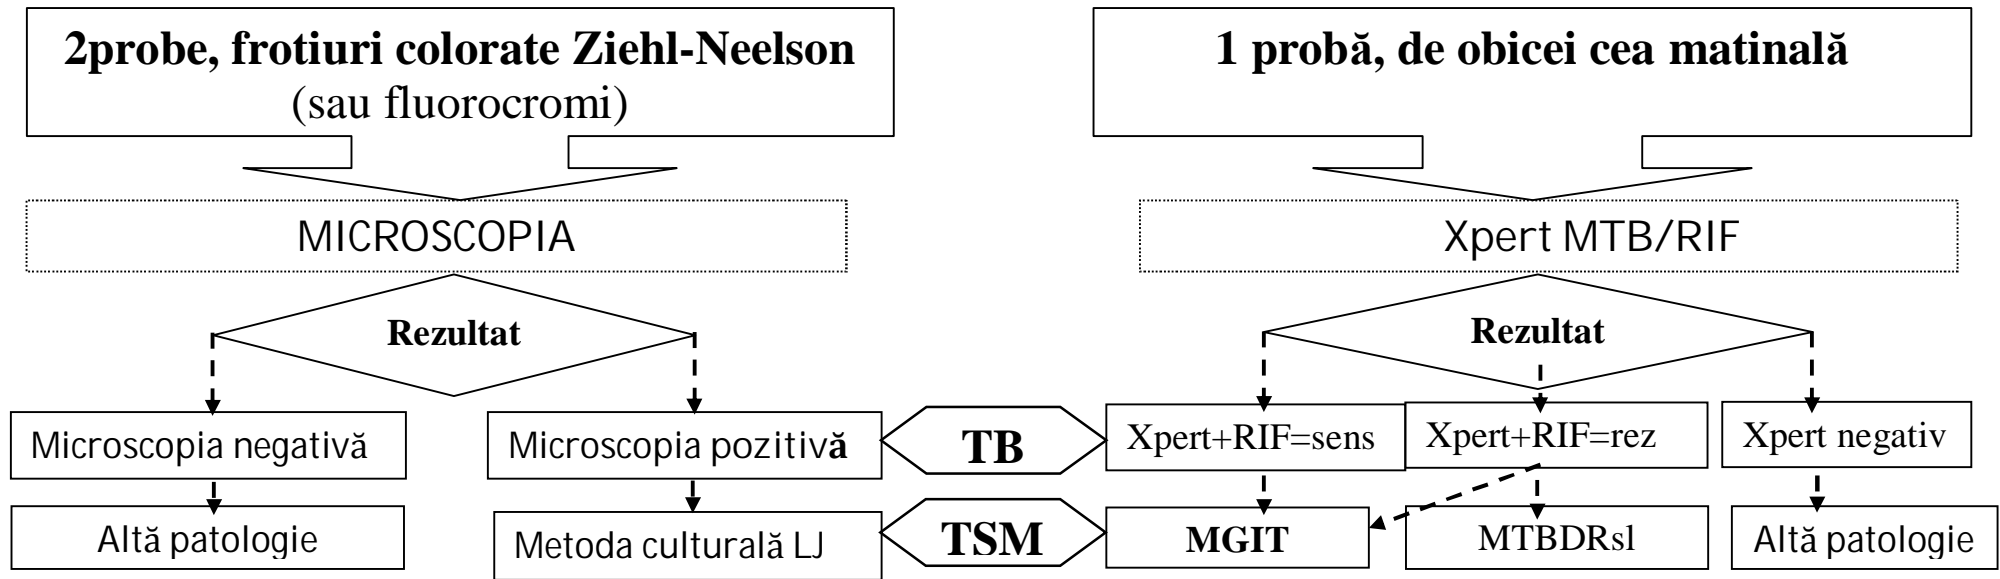 2probe, frotiuri colorate Ziehl-Neelson
(sau fluorocromi)
1 probă, de obicei cea matinală
MICROSCOPIA
Xpert MTB/RIF
Rezultat
Rezultat
Microscopia negativă
Microscopia pozitivă
TB
Xpert+RIF=sens
Xpert+RIF=rez
Xpert negativ
Altă patologie
Metoda culturală LJ
TSM
MGIT
MTBDRsl
Altă patologie